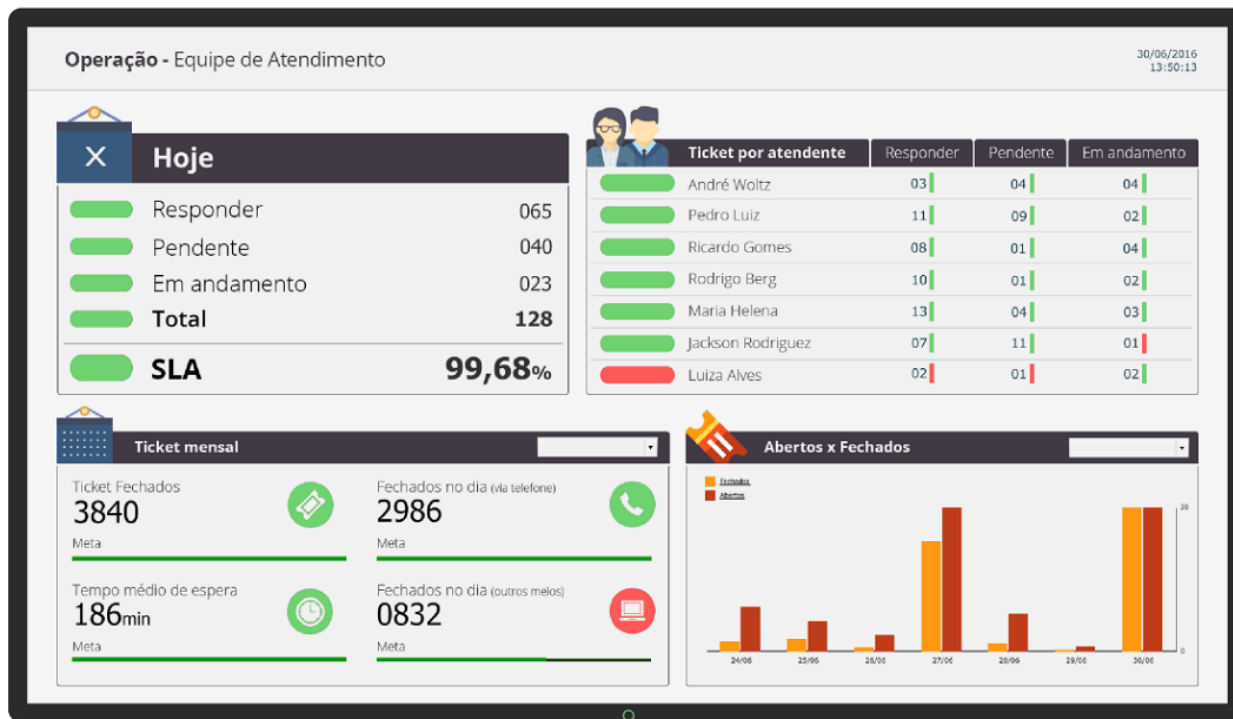 Operação - Equipe de Atendimento
30/06/2016
13:50:13
Hoje
Responder 065
Pendente 040
Em andamento 023
Total 128
SLA 99,68%
Ticket por atendente Responder Pendente Em andamento
André Woltz 03 04 04
Pedro Luiz 11 09 02
Ricardo Gomes 08 01 04
Rodrigo Berg 10 01 02
Maria Helena 13 04 03
Jackson Rodriguez 07 11 01
Luiza Alves 02 01 02
Ticket mensal
Ticket Fechados
3840
Meta
Fechados no dia (via telefone)
2986
Meta
Tempo médio de espera
186min
Meta
Fechados no dia (outros meios)
0832
Meta
Abertos x Fechados
Fechados
Abertos
20
0
24/06 25/06 26/06 27/06 28/06 29/06 30/06